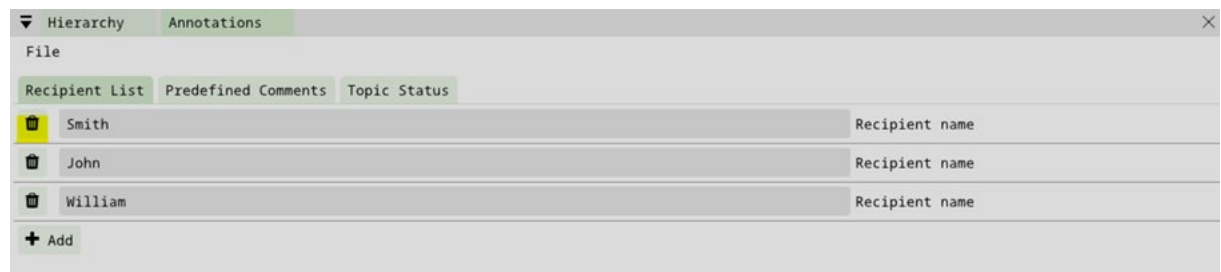 Hierarchy Annotations
File
Recipient List Predefined Comments Topic Status
Smith Recipient name
John Recipient name
William Recipient name
Add